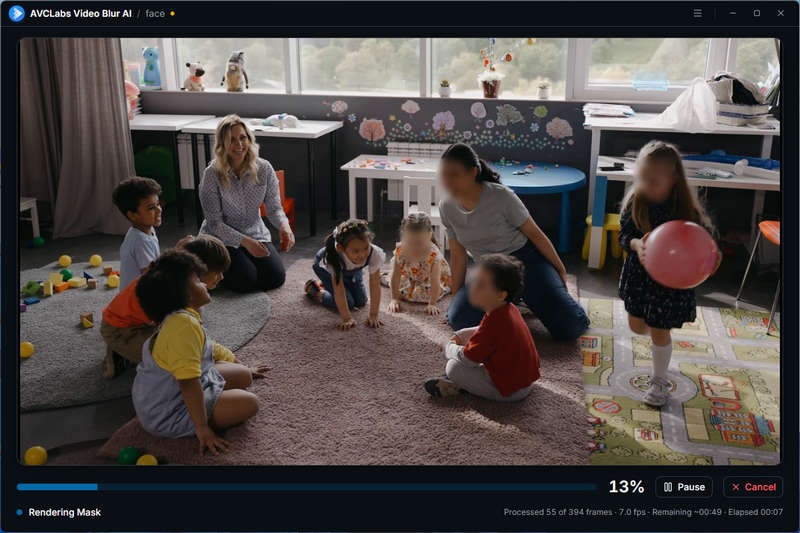 AVCLabs Video Blur AI / face
13%
Pause
Cancel
Rendering Mask
Processed 55 of 394 frames · 7.0 fps · Remaining ~00:49 · Elapsed 00:07